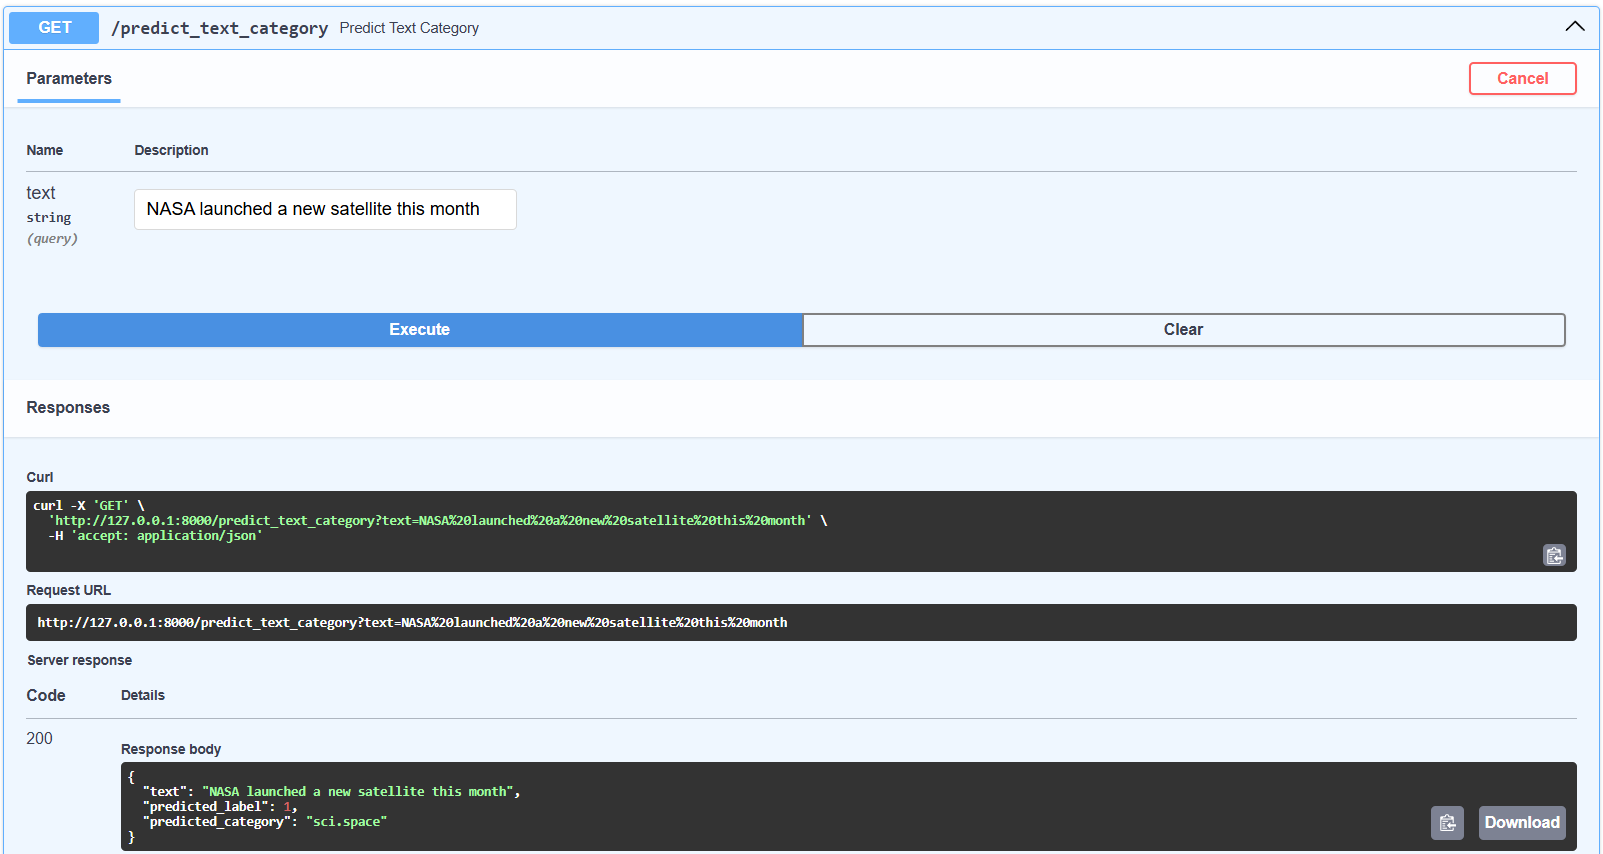 GET /predict_text_category Predict Text Category
Parameters
Cancel
Name Description
text
string
(query)
NASA launched a new satellite this month
Execute
Clear
Responses
Curl
curl -X 'GET' \
  'http://127.0.0.1:8000/predict_text_category?text=NASA%20launched%20a%20new%20satellite%20this%20month' \
  -H 'accept: application/json'
Request URL
http://127.0.0.1:8000/predict_text_category?text=NASA%20launched%20a%20new%20satellite%20this%20month
Server response
Code Details
200
Response body
{
  "text": "NASA launched a new satellite this month",
  "predicted_label": 1,
  "predicted_category": "sci.space"
}
Download